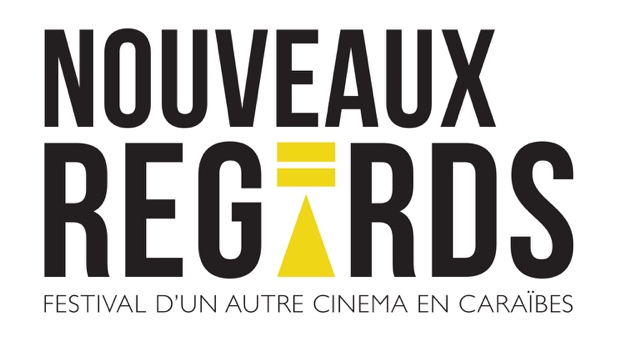 NOUVEAUX
REGARDS
FESTIVAL D'UN AUTRE CINEMA EN CARAÏBES